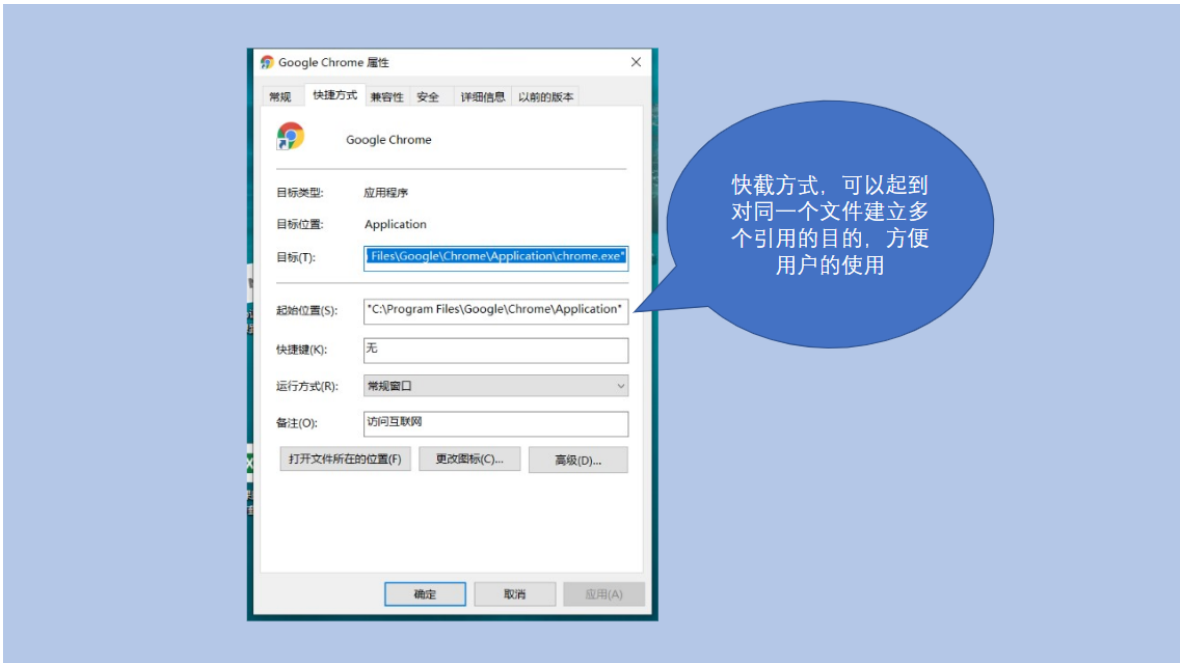 Google Chrome 属性
常规 快捷方式 兼容性 安全 详细信息 以前的版本
Google Chrome
目标类型: 应用程序
目标位置: Application
目标(T): Files\Google\Chrome\Application\chrome.exe"
起始位置(S): "C:\Program Files\Google\Chrome\Application"
快捷键(K): 无
运行方式(R): 常规窗口
备注(O): 访问互联网
打开文件所在的位置(F) 更改图标(C)... 高级(D)...
确定 取消 应用(A)
快截方式，可以起到
对同一个文件建立多
个引用的目的，方便
用户的使用